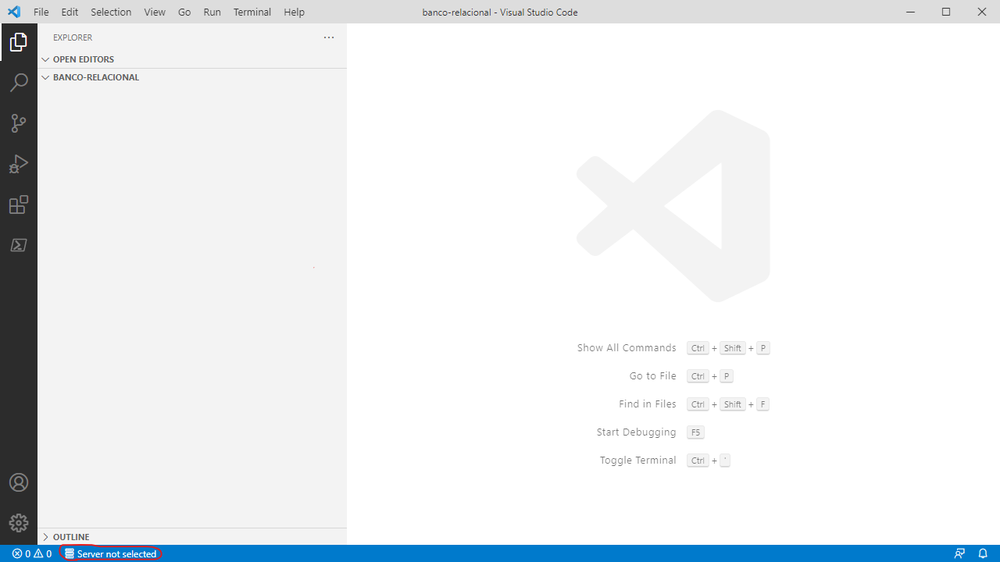 File Edit Selection View Go Run Terminal Help
banco-relacional - Visual Studio Code
EXPLORER
OPEN EDITORS
BANCO-RELACIONAL
Show All Commands Ctrl + Shift + P
Go to File Ctrl + P
Find in Files Ctrl + Shift + F
Start Debugging F5
Toggle Terminal Ctrl + '
OUTLINE
0 0 Server not selected